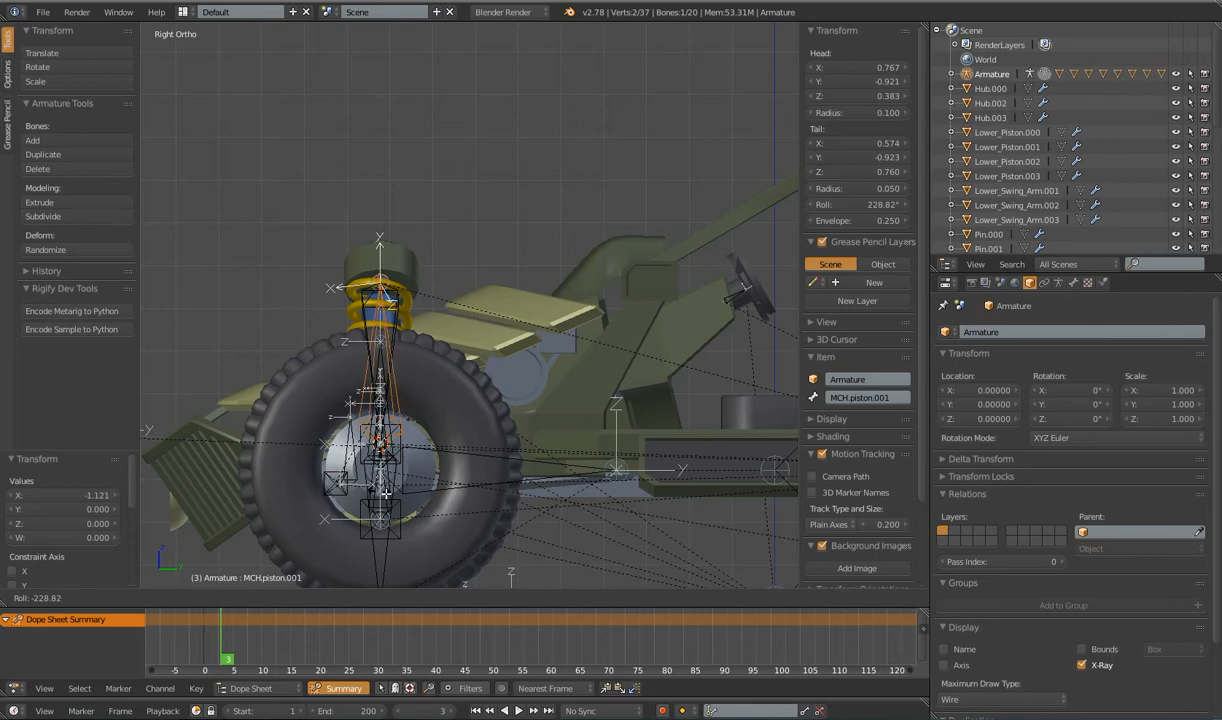 File Render Window Help Default Scene Blender Render v2.78 | Verts:2/37 | Bones:1/20 | Mem:53.31M | Armature
Tools
Options
Grease Pencil
Transform
Translate
Rotate
Scale
Armature Tools
Bones:
Add
Duplicate
Delete
Modeling:
Extrude
Subdivide
Deform:
Randomize
History
Rigify Dev Tools
Encode Metarig to Python
Encode Sample to Python
Transform
Values
X: -1.121
Y: 0.000
Z: 0.000
W: 0.000
Constraint Axis
X
Y
Right Ortho
(3) Armature : MCH.piston.001
Roll: -228.82
Transform
Head:
X: 0.767
Y: -0.921
Z: 0.383
Radius: 0.100
Tail:
X: 0.574
Y: -0.923
Z: 0.760
Radius: 0.050
Roll: 228.82°
Envelope: 0.250
Grease Pencil Layers
Scene Object
New
New Layer
View
3D Cursor
Item
Armature
MCH.piston.001
Display
Shading
Motion Tracking
Camera Path
3D Marker Names
Track Type and Size:
Plain Axes 0.200
Background Images
Add Image
Scene
RenderLayers
World
Armature
Hub.000
Hub.002
Hub.003
Lower_Piston.000
Lower_Piston.001
Lower_Piston.002
Lower_Piston.003
Lower_Swing_Arm.001
Lower_Swing_Arm.002
Lower_Swing_Arm.003
Pin.000
Pin.001
View Search All Scenes
Armature
Armature
Transform
Location: Rotation: Scale:
X: 0.00000 X: 0° X: 1.000
Y: 0.00000 Y: 0° Y: 1.000
Z: 0.00000 Z: 0° Z: 1.000
Rotation Mode: XYZ Euler
Delta Transform
Transform Locks
Relations
Layers: Parent:
Object
Pass Index: 0
Groups
Add to Group
Display
Name Bounds Box
Axis X-Ray
Maximum Draw Type:
Wire
Dope Sheet Summary
3
-5 0 5 10 15 20 25 30 35 40 45 50 55 60 65 70 75 80 85 90 95 100 105 110 115 120
View Select Marker Channel Key Dope Sheet Summary Filters Nearest Frame
View Marker Frame Playback Start: 1 End: 200 3 No Sync